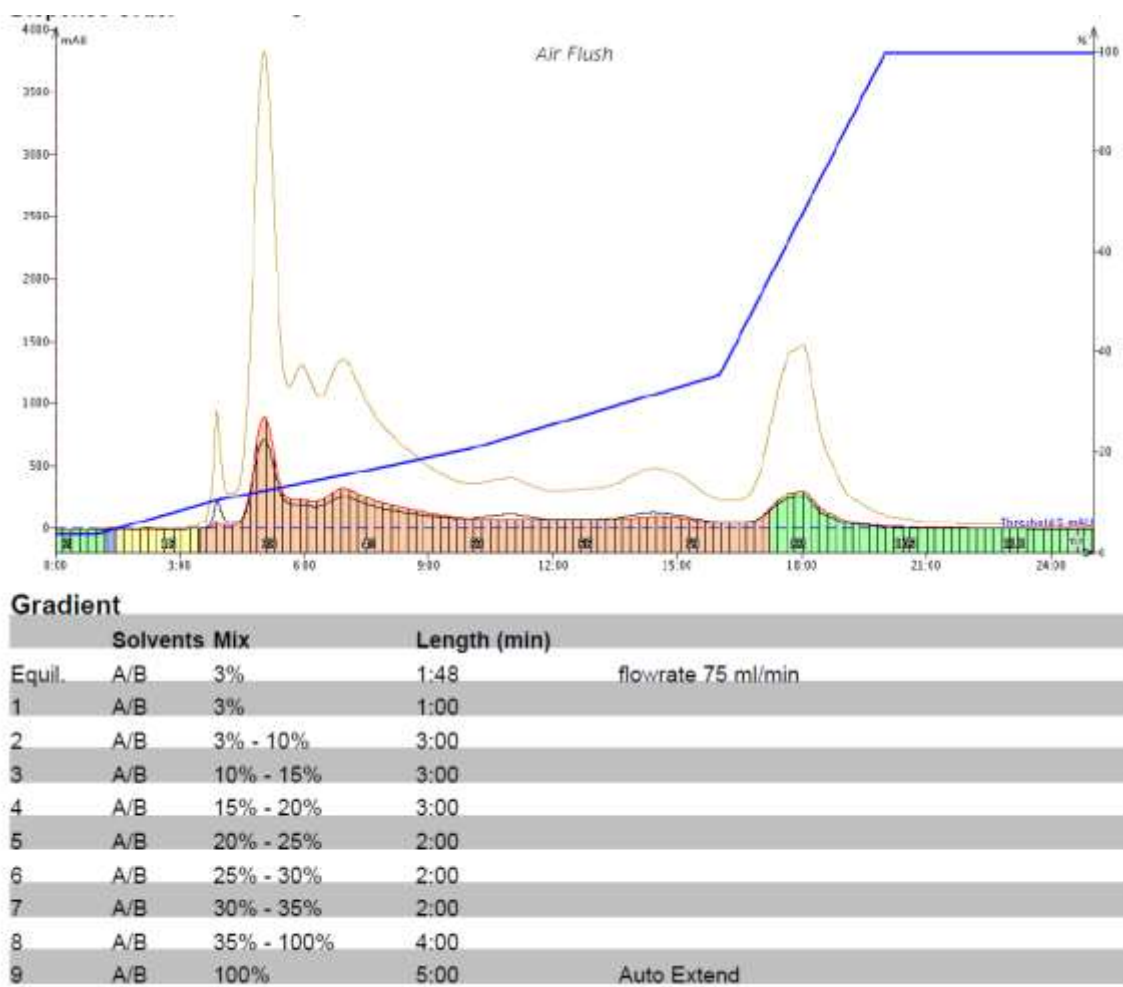 4000 mAU Air Flush % 100
3500
3000 80
2500 60
2000
1500 40
1000
500 20
0 Threshold 5 mAU
0:00 3:00 6:00 9:00 12:00 15:00 18:00 21:00 24:00 0
Gradient
Solvents Mix Length (min)
Equil. A/B 3% 1:48 flowrate 75 ml/min
1 A/B 3% 1:00
2 A/B 3% - 10% 3:00
3 A/B 10% - 15% 3:00
4 A/B 15% - 20% 3:00
5 A/B 20% - 25% 2:00
6 A/B 25% - 30% 2:00
7 A/B 30% - 35% 2:00
8 A/B 35% - 100% 4:00
9 A/B 100% 5:00 Auto Extend